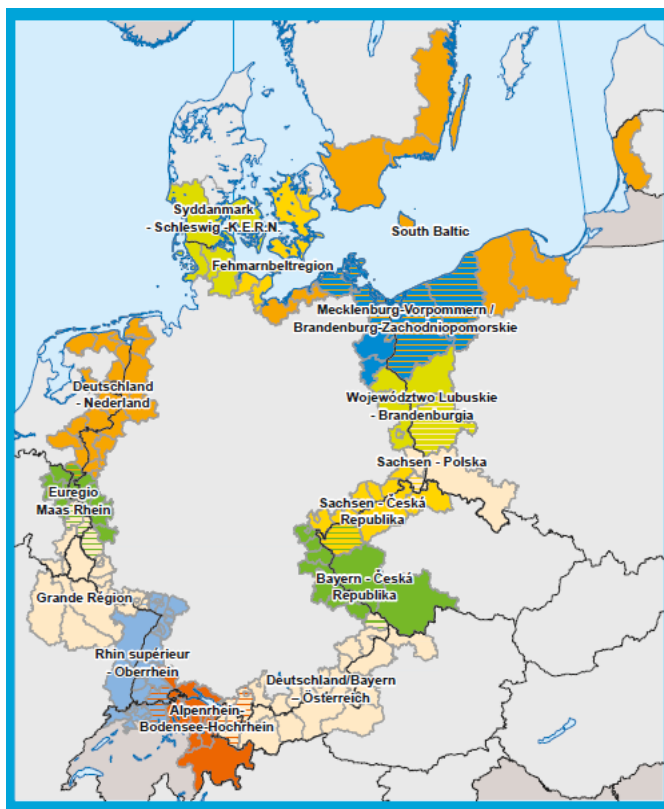 Syddanmark
- Schleswig -K.E.R.N.
South Baltic
Fehmarnbeltregion
Mecklenburg-Vorpommern /
Brandenburg-Zachodniopomorskie
Deutschland
- Nederland
Województwo Lubuskie
- Brandenburgia
Sachsen - Polska
Euregio
Maas Rhein
Sachsen - Česká
Republika
Bayern - Česká
Republika
Grande Région
Rhin supérieur
- Oberrhein
Deutschland/Bayern
– Österreich
Alpenrhein-
Bodensee-Hochrhein